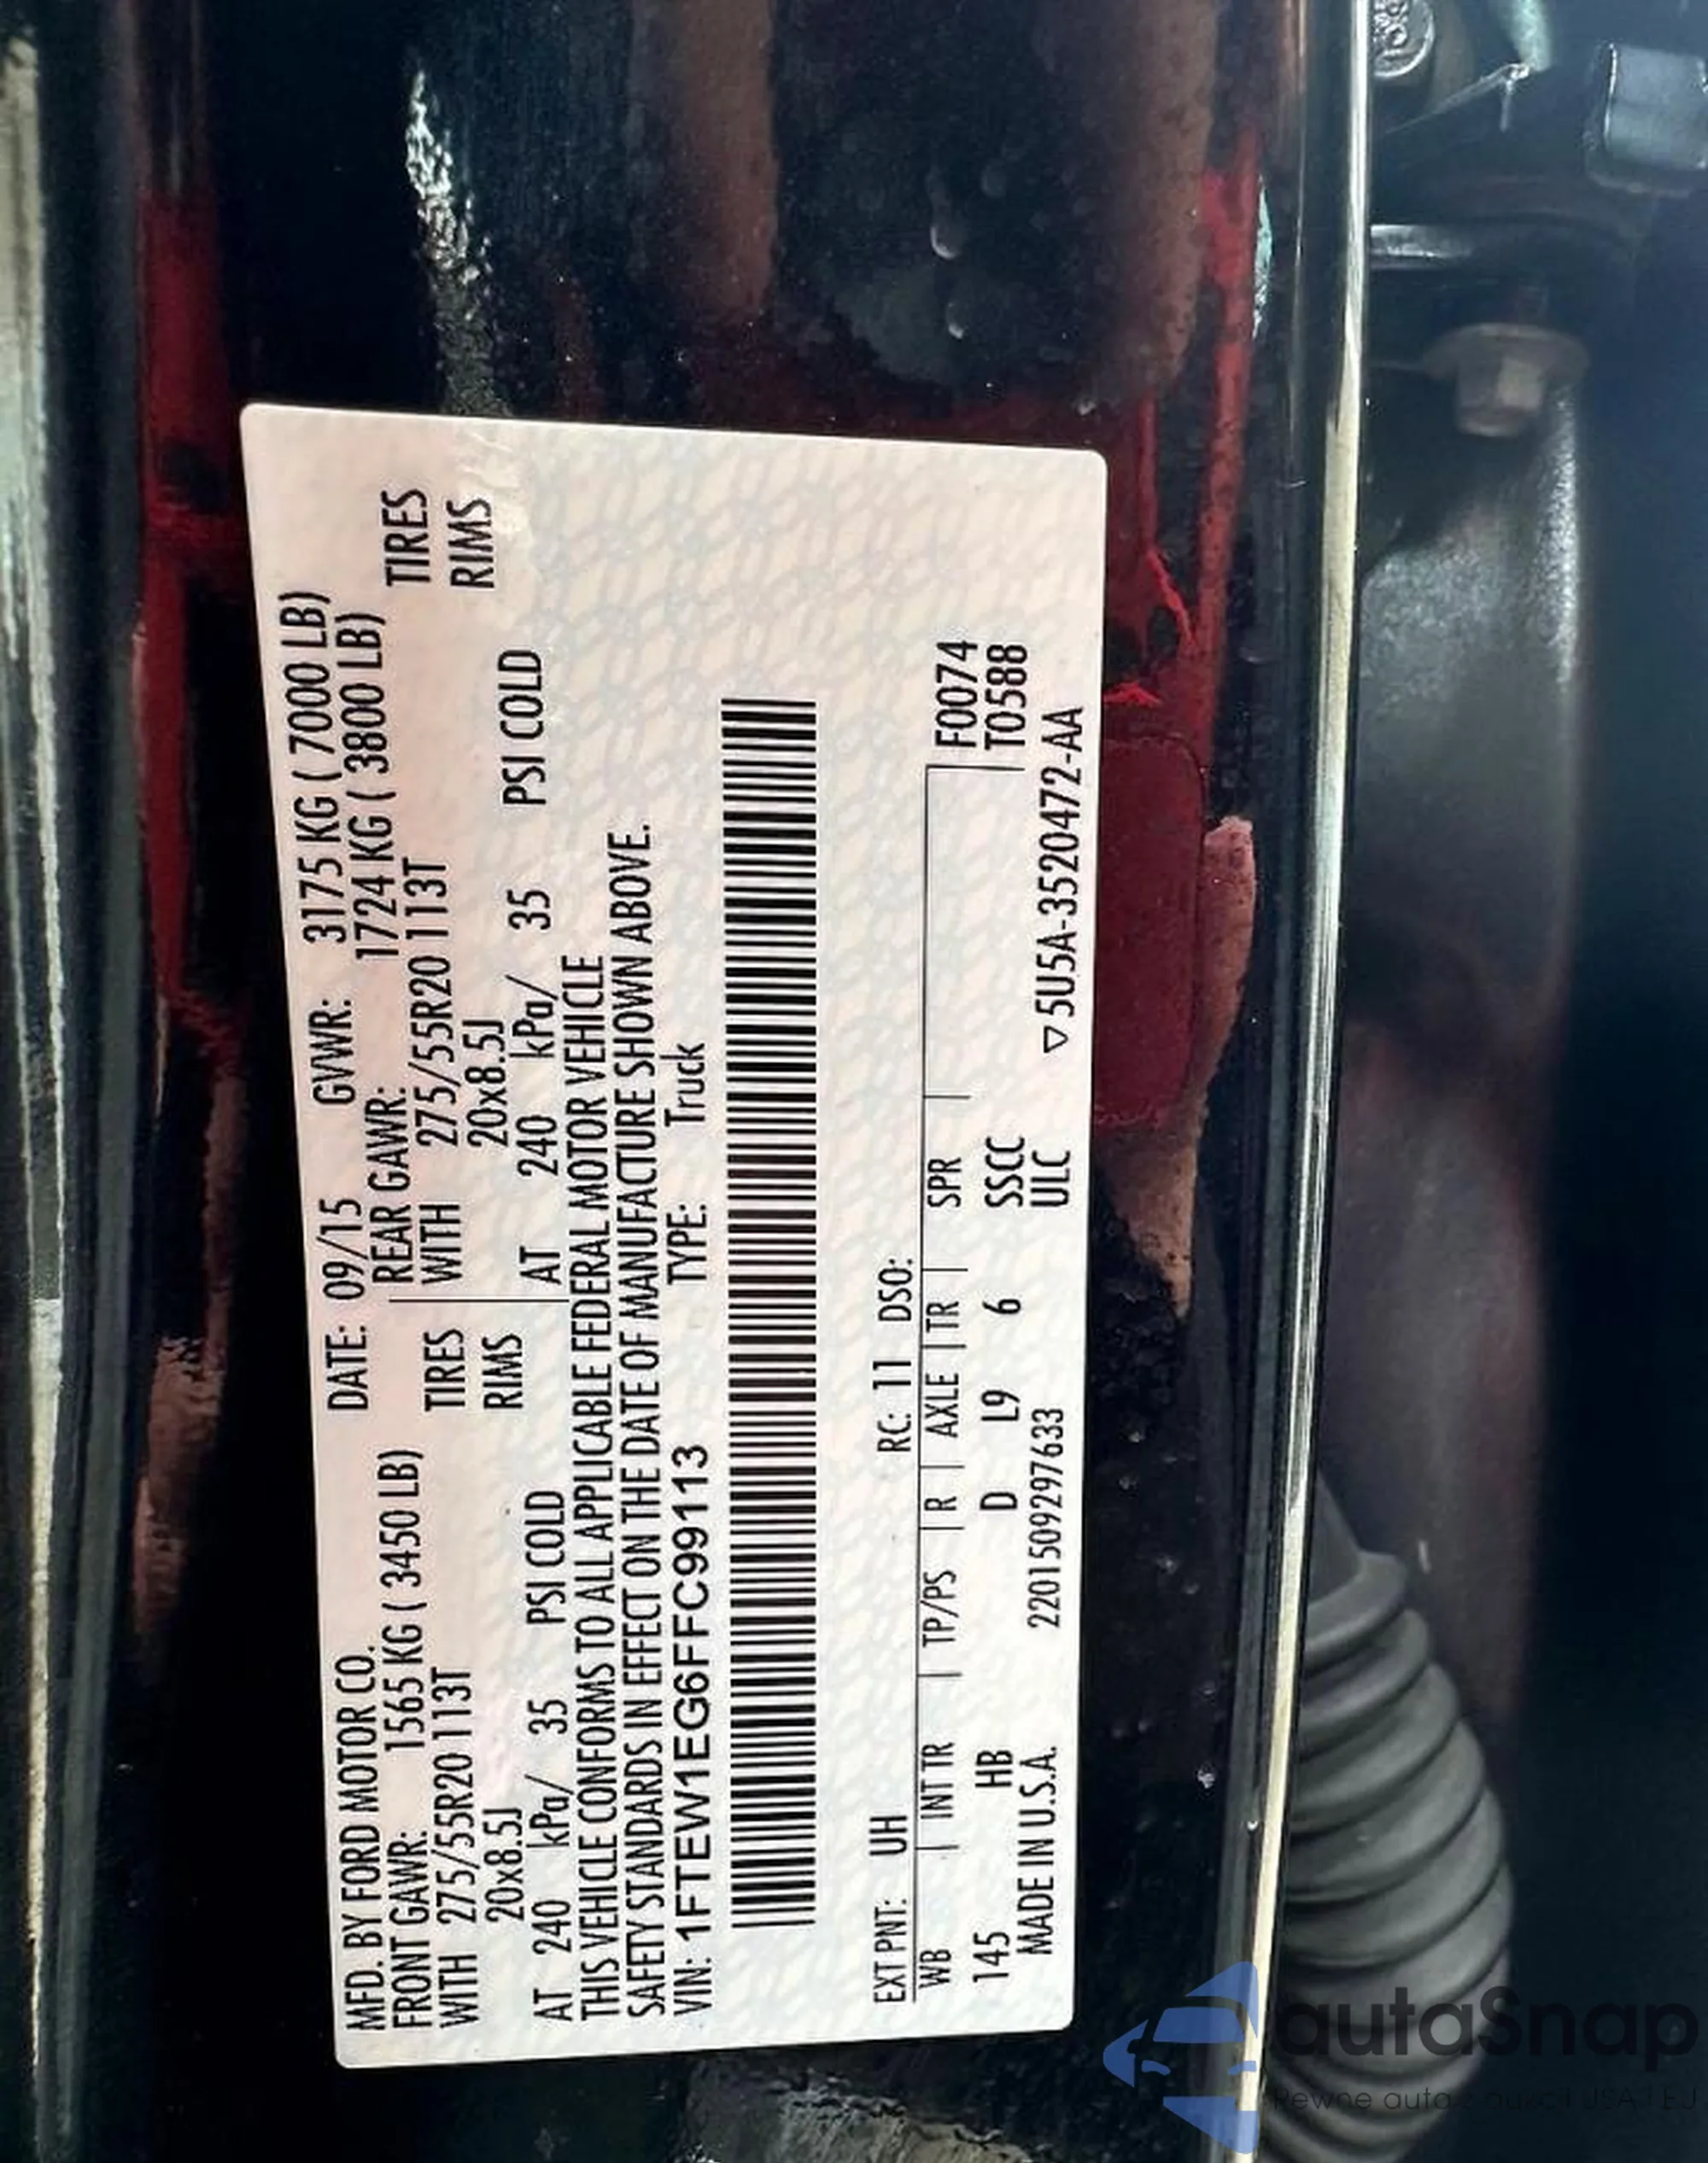 MFD. BY FORD MOTOR CO.
DATE: 09/15 GVWR: 3175 KG ( 7000 LB)
FRONT GAWR: 1565 KG ( 3450 LB) REAR GAWR: 1724 KG ( 3800 LB)
WITH 275/55R20 113T TIRES WITH 275/55R20 113T TIRES
20x8.5J RIMS 20x8.5J RIMS
AT 240 kPa/ 35 PSI COLD AT 240 kPa/ 35 PSI COLD
THIS VEHICLE CONFORMS TO ALL APPLICABLE FEDERAL MOTOR VEHICLE
SAFETY STANDARDS IN EFFECT ON THE DATE OF MANUFACTURE SHOWN ABOVE.
VIN: 1FTEW1EG6FFC99113 TYPE: Truck
EXT PNT: UH RC: 11 DSO:
WB | INT TR | TP/PS | R | AXLE | TR | SPR F0074
145 HB D L9 6 SSCC T0588
MADE IN U.S.A. 2201509297633 ULC ▽ 5U5A-3520472-AA
autaSnap